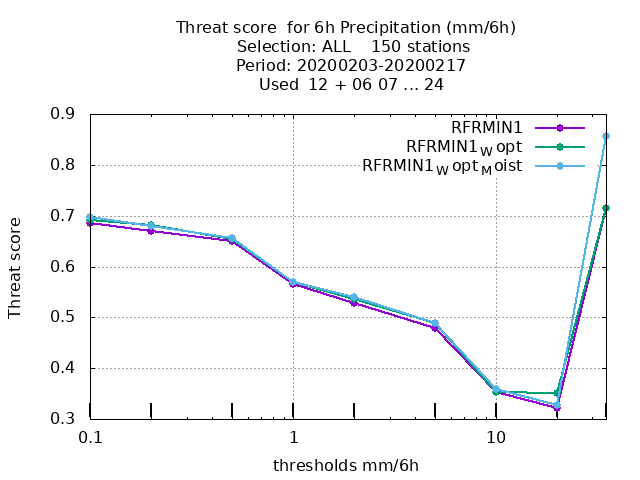 Threat score  for 6h Precipitation (mm/6h)
Selection: ALL    150 stations
Period: 20200203-20200217
Used  12 + 06 07 ... 24
0.9
0.8
0.7
0.6
0.5
0.4
0.3
Threat score
RFRMIN1
RFRMIN1Wopt
RFRMIN1WoptMoist
0.1 1 10
thresholds mm/6h